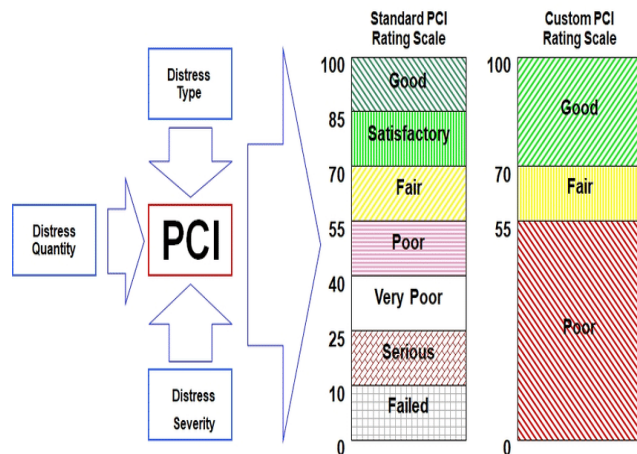 Standard PCI
Rating Scale
Custom PCI
Rating Scale
Distress
Type
Distress
Quantity
PCI
Distress
Severity
100
Good
85
Satisfactory
70
Fair
55
Poor
40
Very Poor
25
Serious
10
Failed
0
100
Good
70
Fair
55
Poor
0